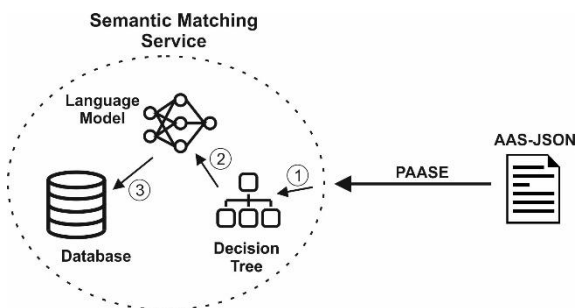 Semantic Matching
Service
Language
Model
AAS-JSON
②
①
PAASE
③
Database
Decision
Tree